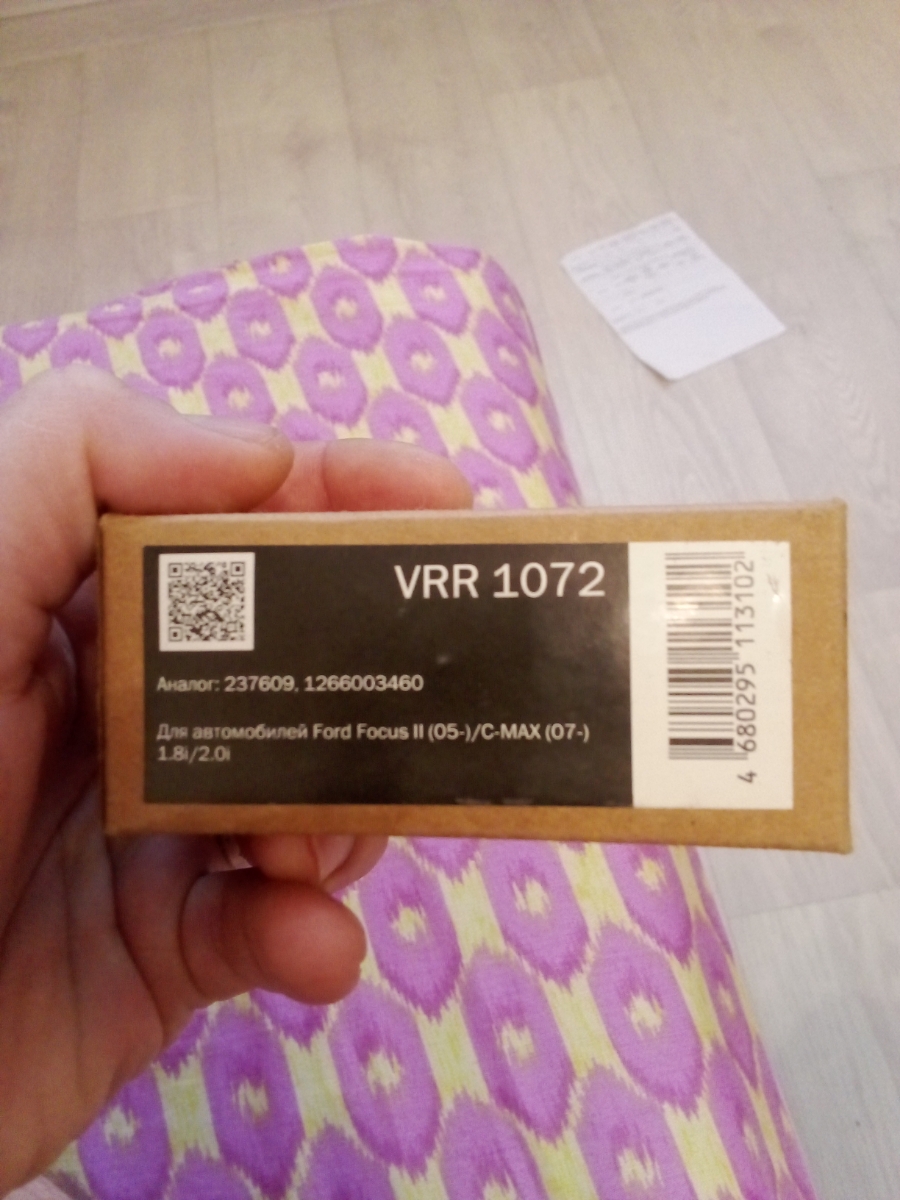 VRR 1072
Аналог: 237609, 1266003460
Для автомобилей Ford Focus II (05-)/C-MAX (07-)
1.8i/2.0i
4 680295 113102